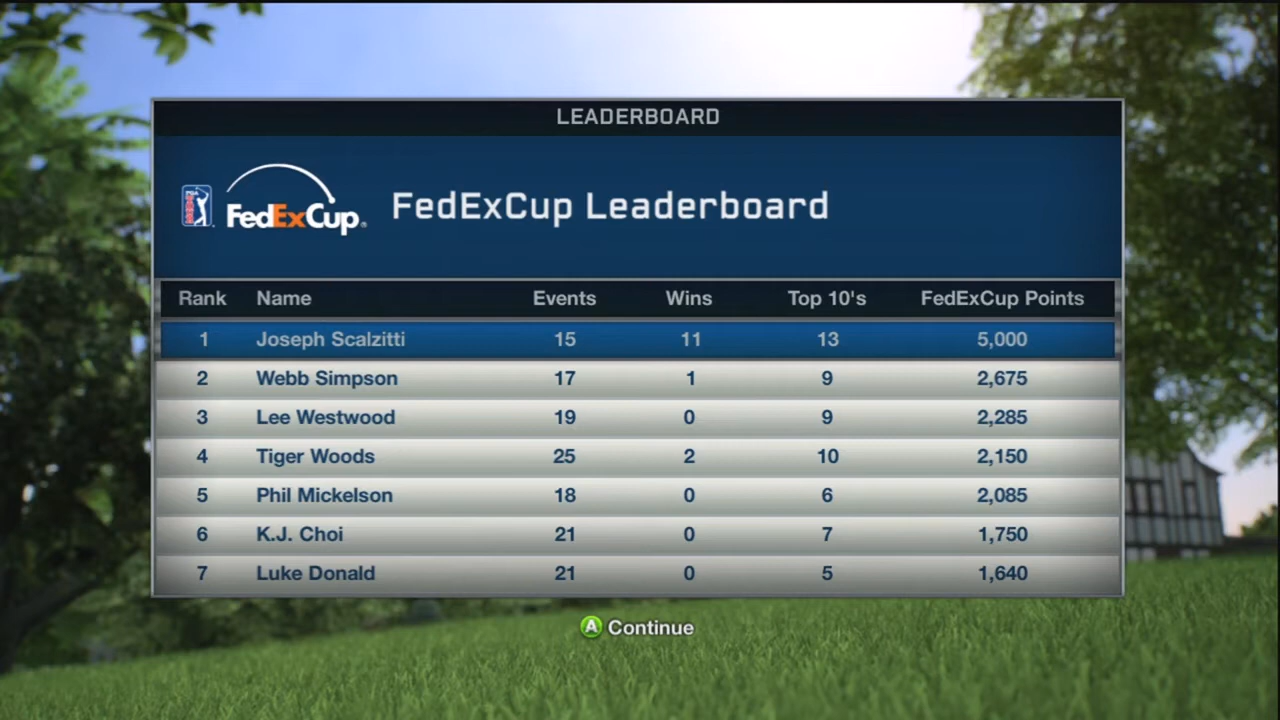 LEADERBOARD
FedExCup® FedExCup Leaderboard
Rank Name Events Wins Top 10's FedExCup Points
1 Joseph Scalzitti 15 11 13 5,000
2 Webb Simpson 17 1 9 2,675
3 Lee Westwood 19 0 9 2,285
4 Tiger Woods 25 2 10 2,150
5 Phil Mickelson 18 0 6 2,085
6 K.J. Choi 21 0 7 1,750
7 Luke Donald 21 0 5 1,640
A Continue